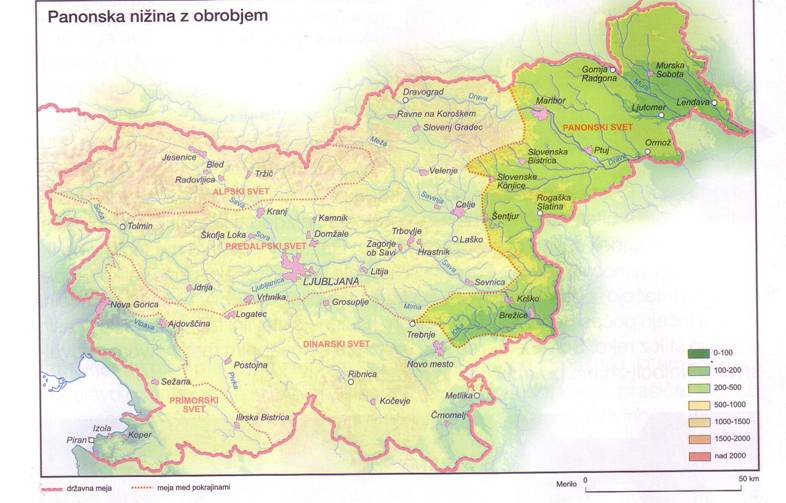 Panonska nižina z obrobjem
Murska
Sobota
Gornja
Radgona
Mura
Lendava
Ljutomer
Dravograd
Drava
Maribor
PANONSKI SVET
Ravne na Koroškem
Slovenj Gradec
Ormož
Ptuj
Drava
Meža
Slovenska
Bistrica
Jesenice
Bled
Radovljica
Tržič
ALPSKI SVET
Velenje
Slovenske
Konjice
Rogaška
Slatina
Savinja
Celje
Šentjur
Sava
Soča
Kranj
Kamnik
Tolmin
Škofja Loka
Sora
Domžale
PREDALPSKI SVET
Trbovlje
Zagorje
ob Savi
Hrastnik
Laško
Sava
Litija
LJUBLJANA
Ljubljanica
Sevnica
Idrija
Vrhnika
Grosuplje
Mirna
Krško
Brežice
Krka
Nova Gorica
Logatec
Vipava
Ajdovščina
Trebnje
DINARSKI SVET
Novo mesto
Postojna
Pivka
Ribnica
Sežana
Metlika
Kočevje
PRIMORSKI
SVET
Črnomelj
Ilirska Bistrica
Izola
Koper
Piran
0-100
100-200
200-500
500-1000
1000-1500
1500-2000
nad 2000
državna meja
meja med pokrajinami
Merilo
0
50 km